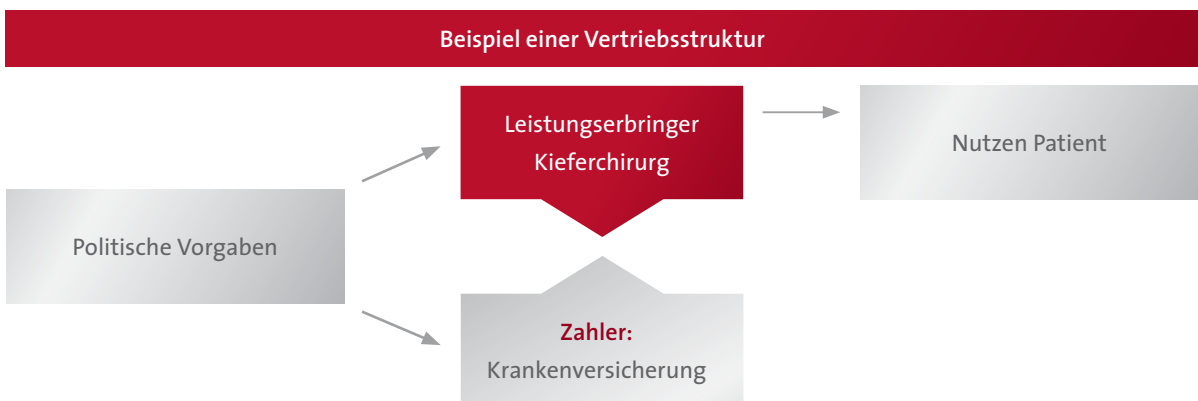 Beispiel einer Vertriebsstruktur
Leistungserbringer
Kieferchirurg
Nutzen Patient
Politische Vorgaben
Zahler:
Krankenversicherung